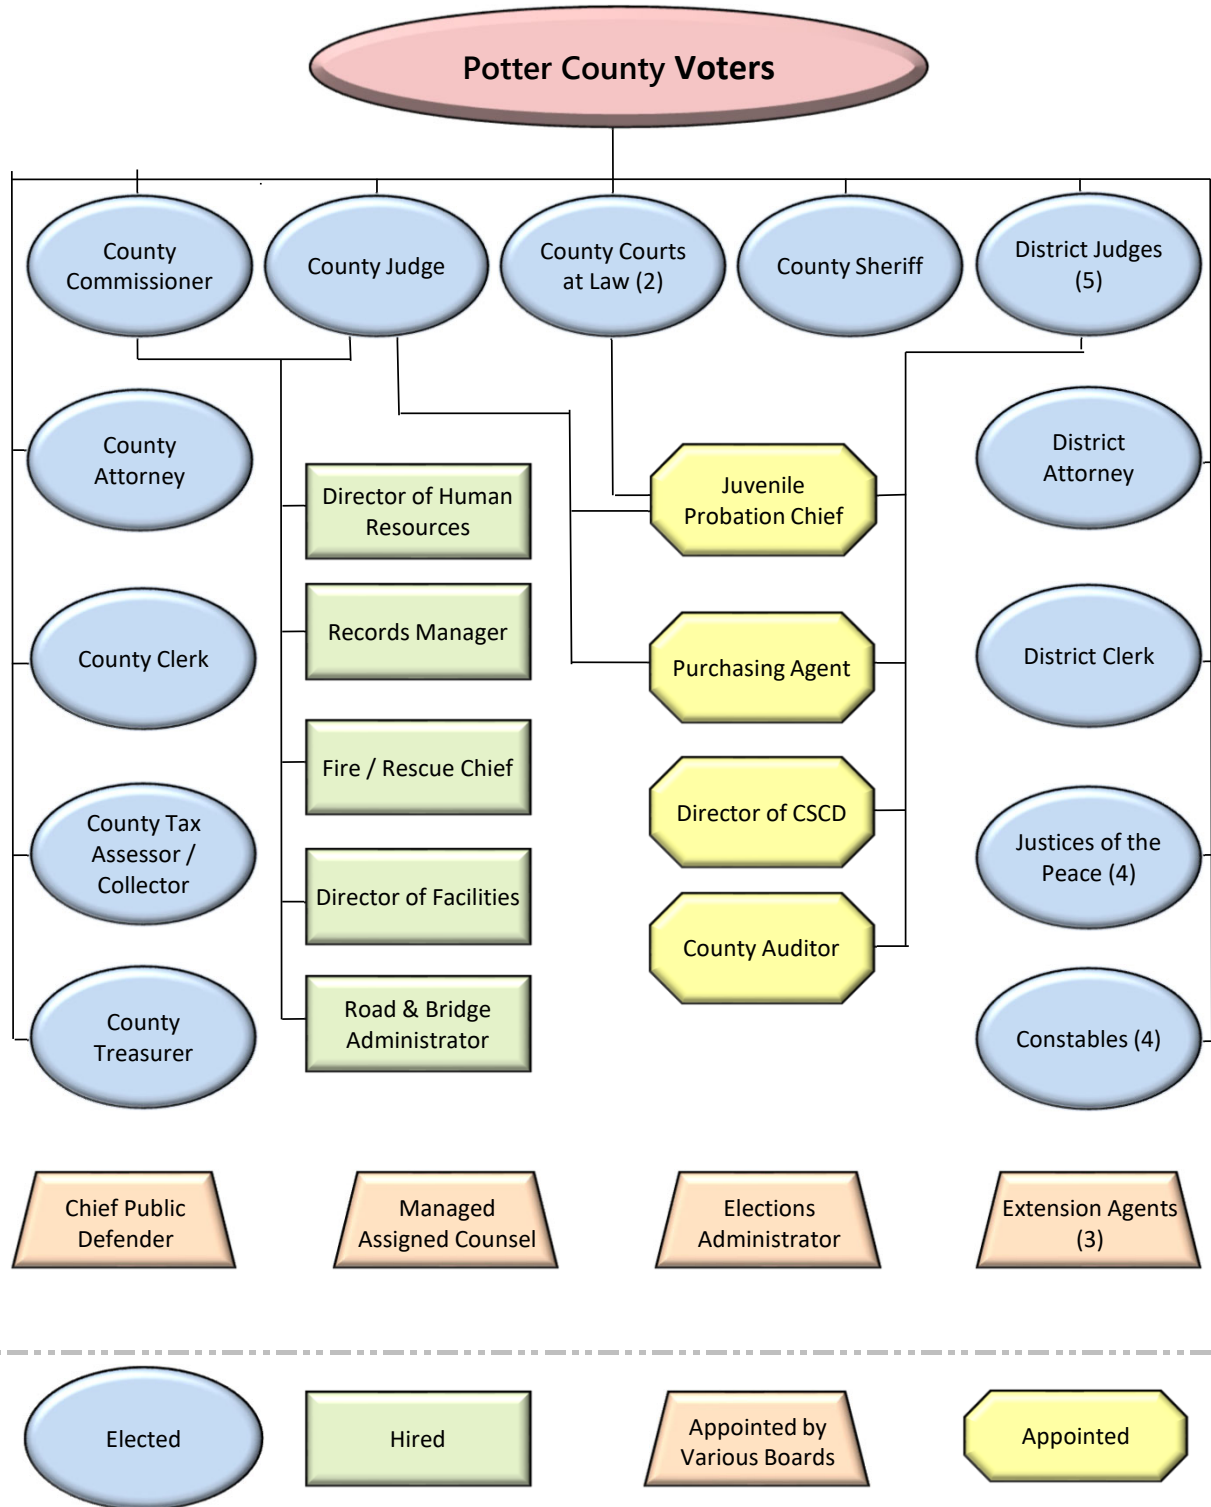 Potter County Voters
County
Commissioner
County Judge
County Courts
at Law (2)
County Sheriff
District Judges
(5)
County
Attorney
District
Attorney
Director of Human
Resources
Juvenile
Probation Chief
Records Manager
County Clerk
Purchasing Agent
District Clerk
Fire / Rescue Chief
Director of CSCD
County Tax
Assessor /
Collector
Justices of the
Peace (4)
Director of Facilities
County Auditor
County
Treasurer
Road & Bridge
Administrator
Constables (4)
Chief Public
Defender
Managed
Assigned Counsel
Elections
Administrator
Extension Agents
(3)
Elected
Hired
Appointed by
Various Boards
Appointed